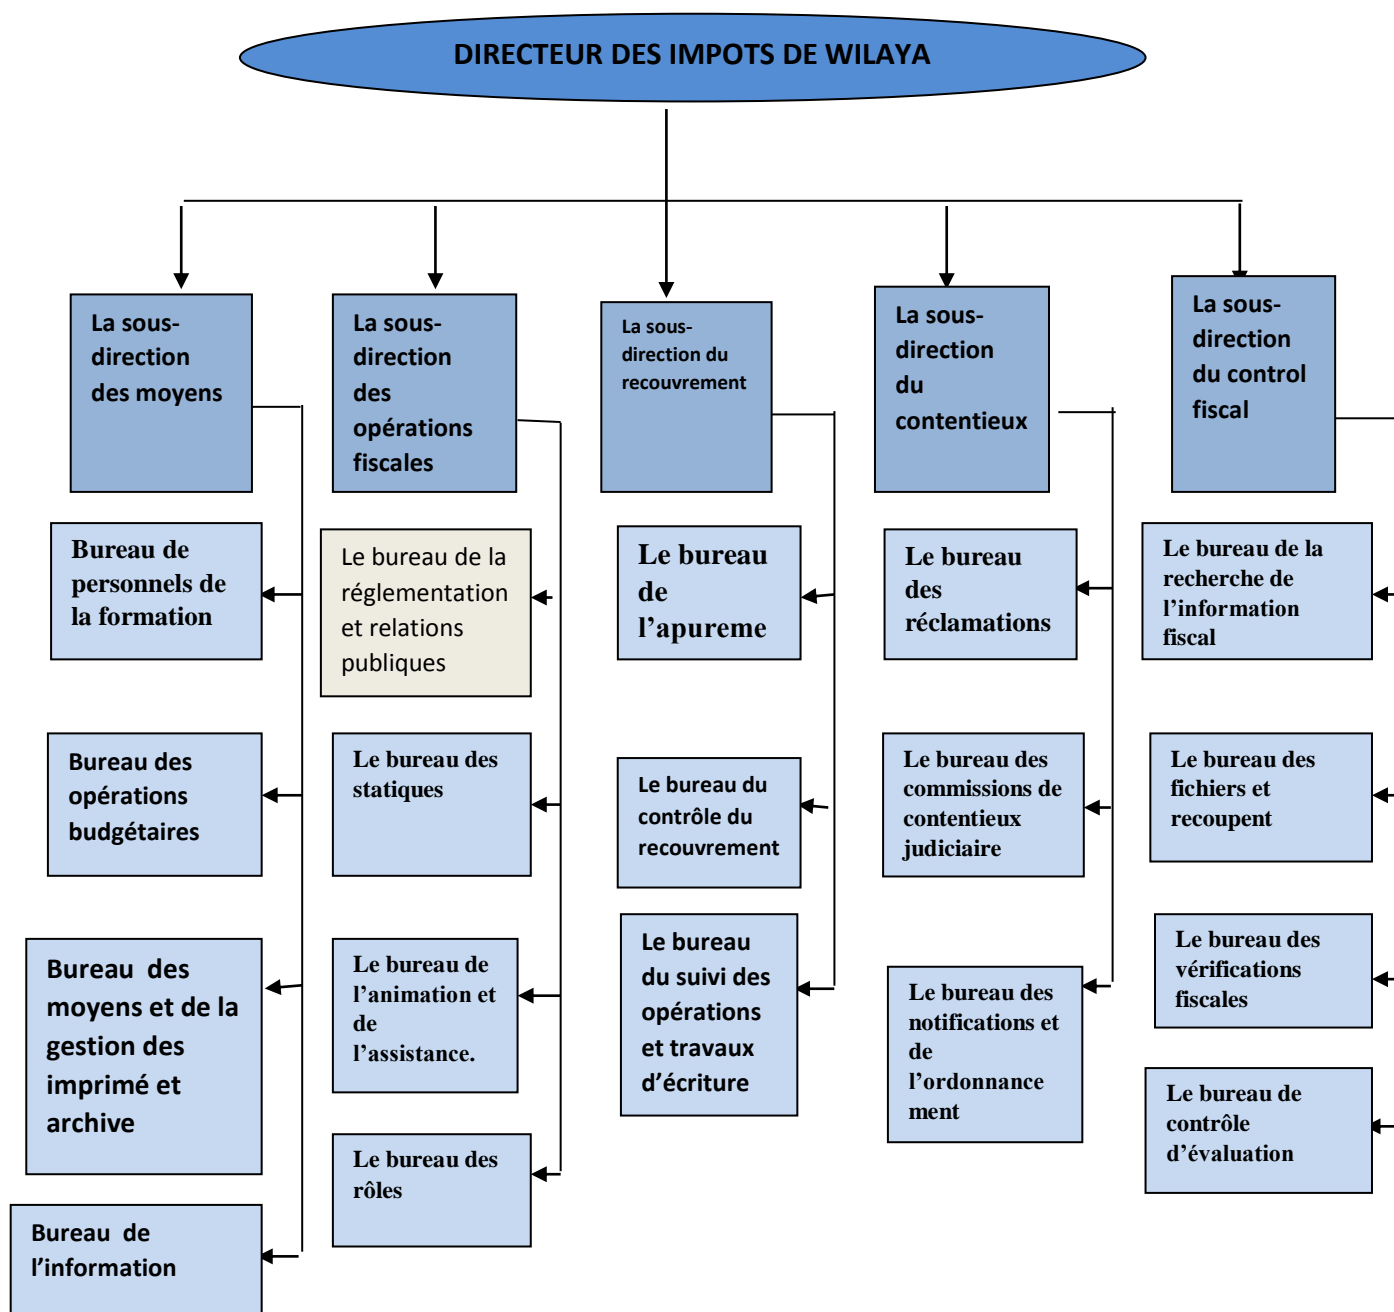 DIRECTEUR DES IMPOTS DE WILAYA
La sous-
direction
des moyens
La sous-
direction
des
opérations
fiscales
La sous-
direction du
recouvrement
La sous-
direction
du
contentieux
La sous-
direction
du control
fiscal
Bureau de
personnels de
la formation
Le bureau de la
réglementation
et relations
publiques
Le bureau
de
l’apureme
Le bureau
des
réclamations
Le bureau de la
recherche de
l’information
fiscal
Bureau des
opérations
budgétaires
Le bureau des
statiques
Le bureau du
contrôle du
recouvrement
Le bureau des
commissions de
contentieux
judiciaire
Le bureau des
fichiers et
recoupent
Bureau  des
moyens et de la
gestion des
imprimé et
archive
Le bureau de
l’animation et
de
l’assistance.
Le bureau
du suivi des
opérations
et travaux
d’écriture
Le bureau des
notifications et
de
l’ordonnance
ment
Le bureau des
vérifications
fiscales
Bureau  de
l’information
Le bureau des
rôles
Le bureau de
contrôle
d’évaluation